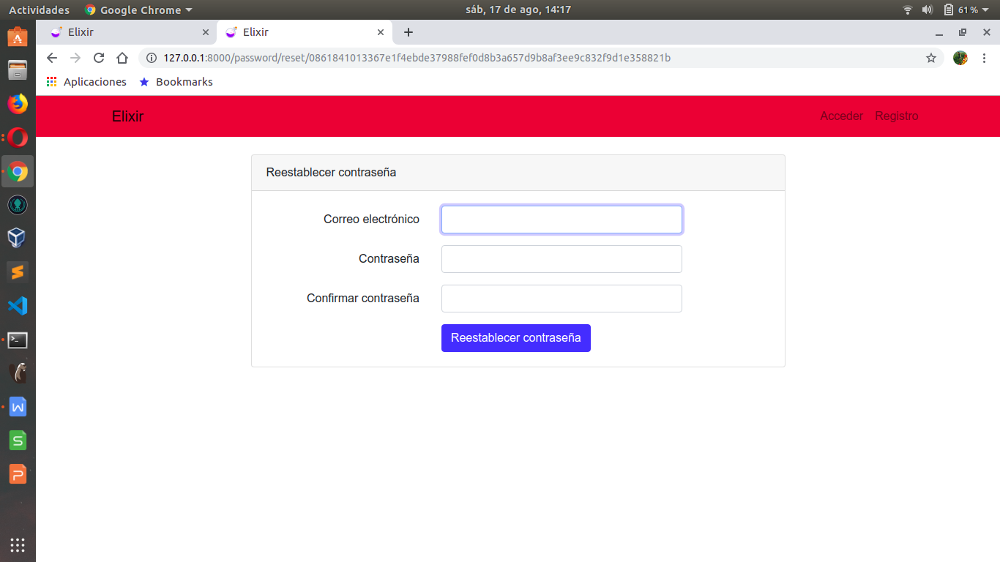 Actividades Google Chrome sáb, 17 de ago, 14:17 61 %
Elixir Elixir
127.0.0.1:8000/password/reset/0861841013367e1f4ebde37988fef0d8b3a657d9b8af3ee9c832f9d1e358821b
Aplicaciones Bookmarks
Elixir Acceder Registro
Reestablecer contraseña
Correo electrónico
Contraseña
Confirmar contraseña
Reestablecer contraseña